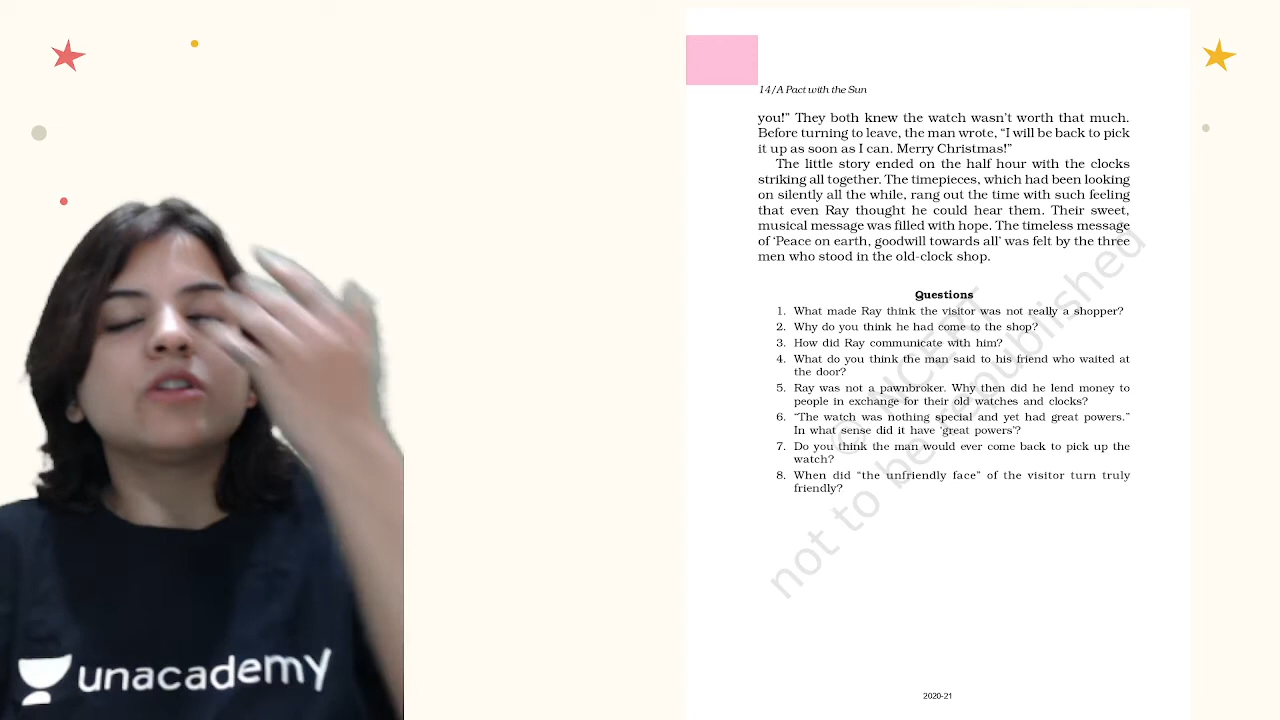 14/A Pact with the Sun
you!” They both knew the watch wasn’t worth that much.
Before turning to leave, the man wrote, “I will be back to pick
it up as soon as I can. Merry Christmas!”
The little story ended on the half hour with the clocks
striking all together. The timepieces, which had been looking
on silently all the while, rang out the time with such feeling
that even Ray thought he could hear them. Their sweet,
musical message was filled with hope. The timeless message
of ‘Peace on earth, goodwill towards all’ was felt by the three
men who stood in the old-clock shop.
Questions
1. What made Ray think the visitor was not really a shopper?
2. Why do you think he had come to the shop?
3. How did Ray communicate with him?
4. What do you think the man said to his friend who waited at
the door?
5. Ray was not a pawnbroker. Why then did he lend money to
people in exchange for their old watches and clocks?
6. “The watch was nothing special and yet had great powers.”
In what sense did it have ‘great powers’?
7. Do you think the man would ever come back to pick up the
watch?
8. When did “the unfriendly face” of the visitor turn truly
friendly?
© NCERT
not to be republished
2020-21
unacademy